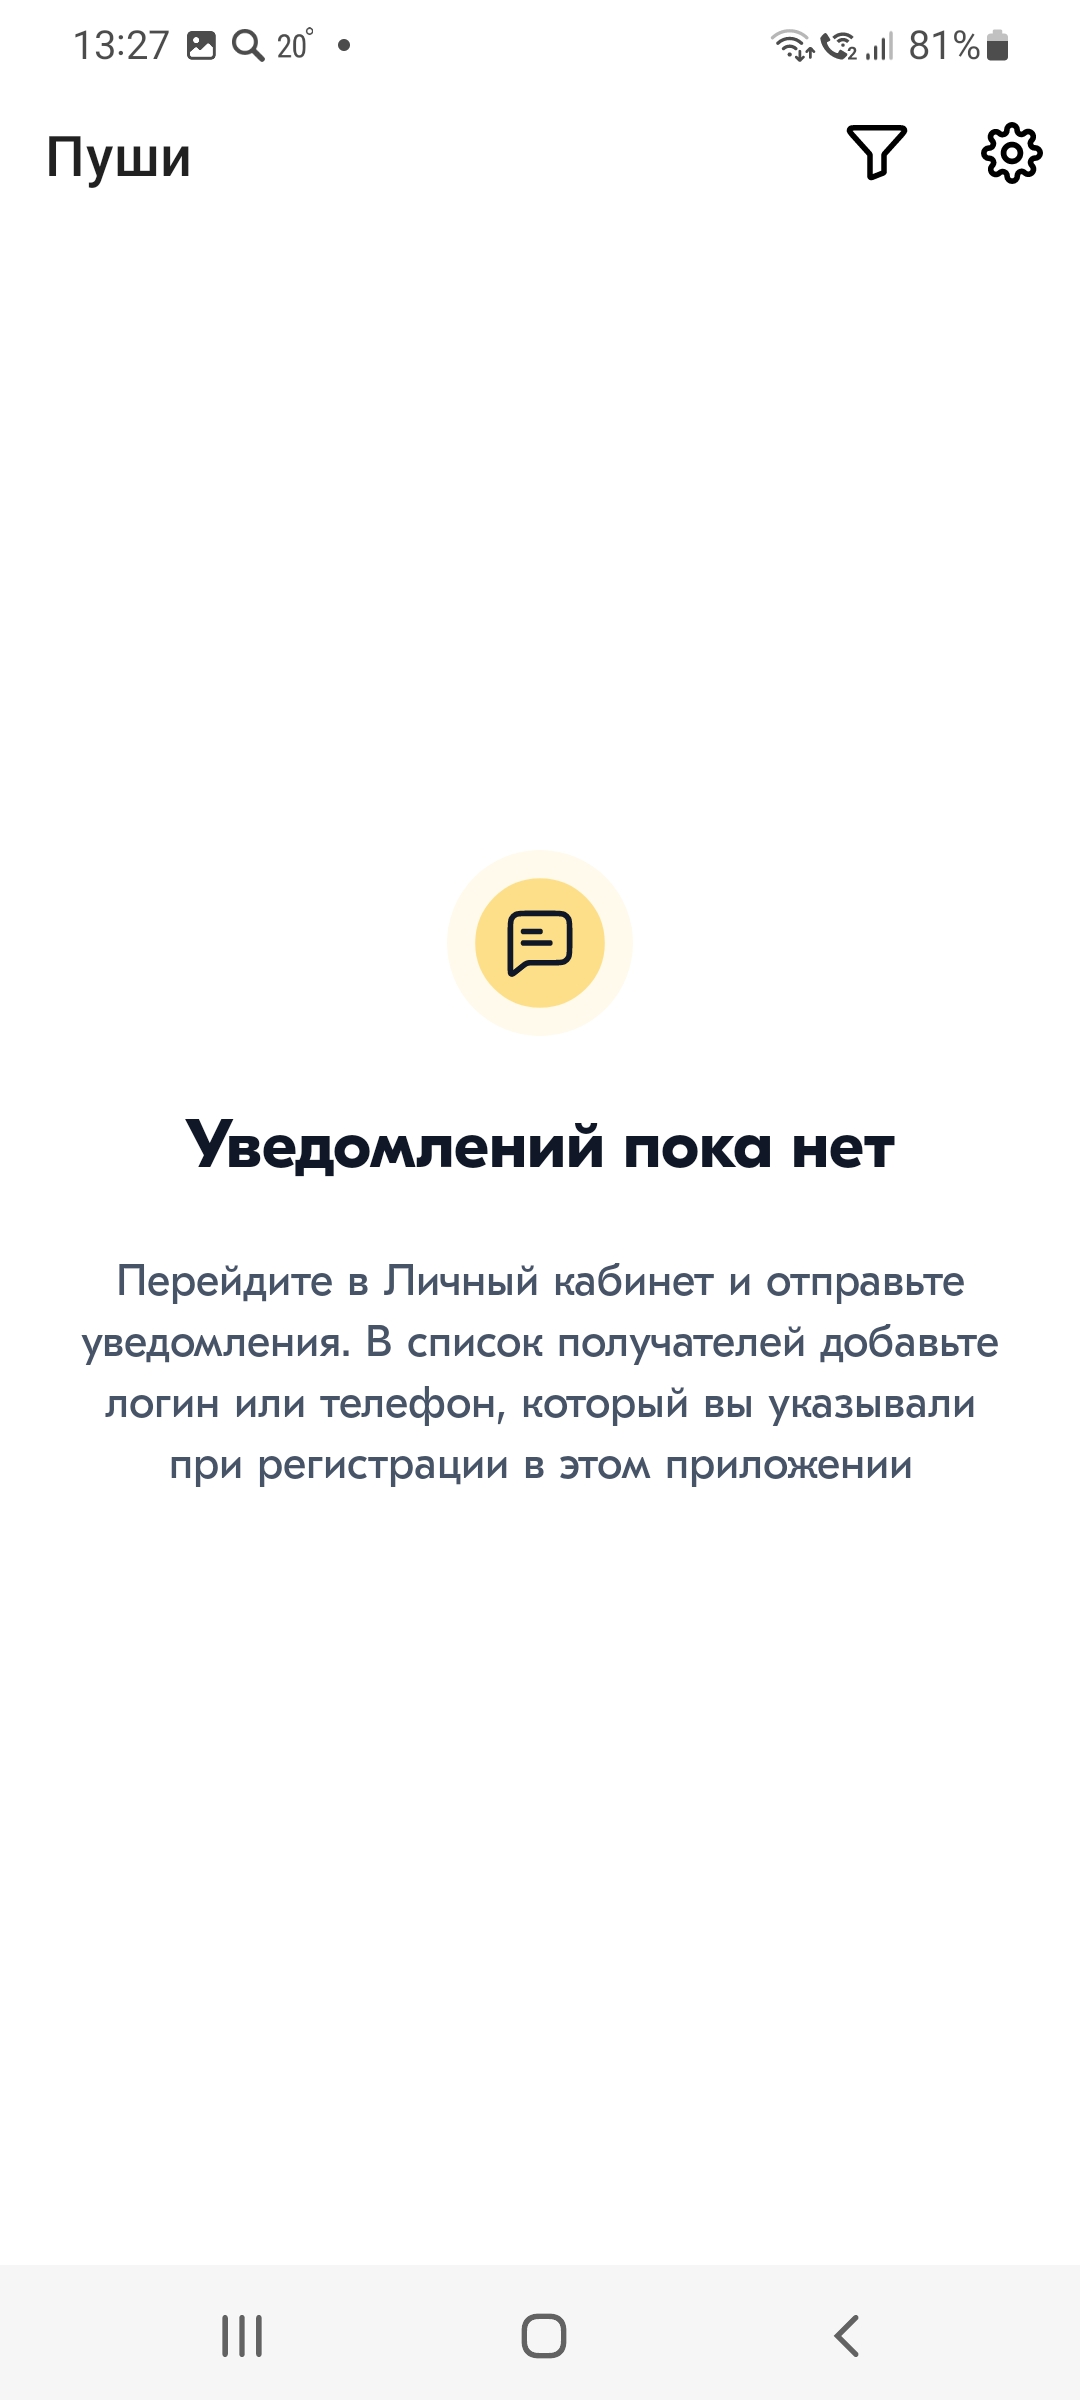 13:27 20° 81%
Пуши
Уведомлений пока нет
Перейдите в Личный кабинет и отправьте
уведомления. В список получателей добавьте
логин или телефон, который вы указывали
при регистрации в этом приложении